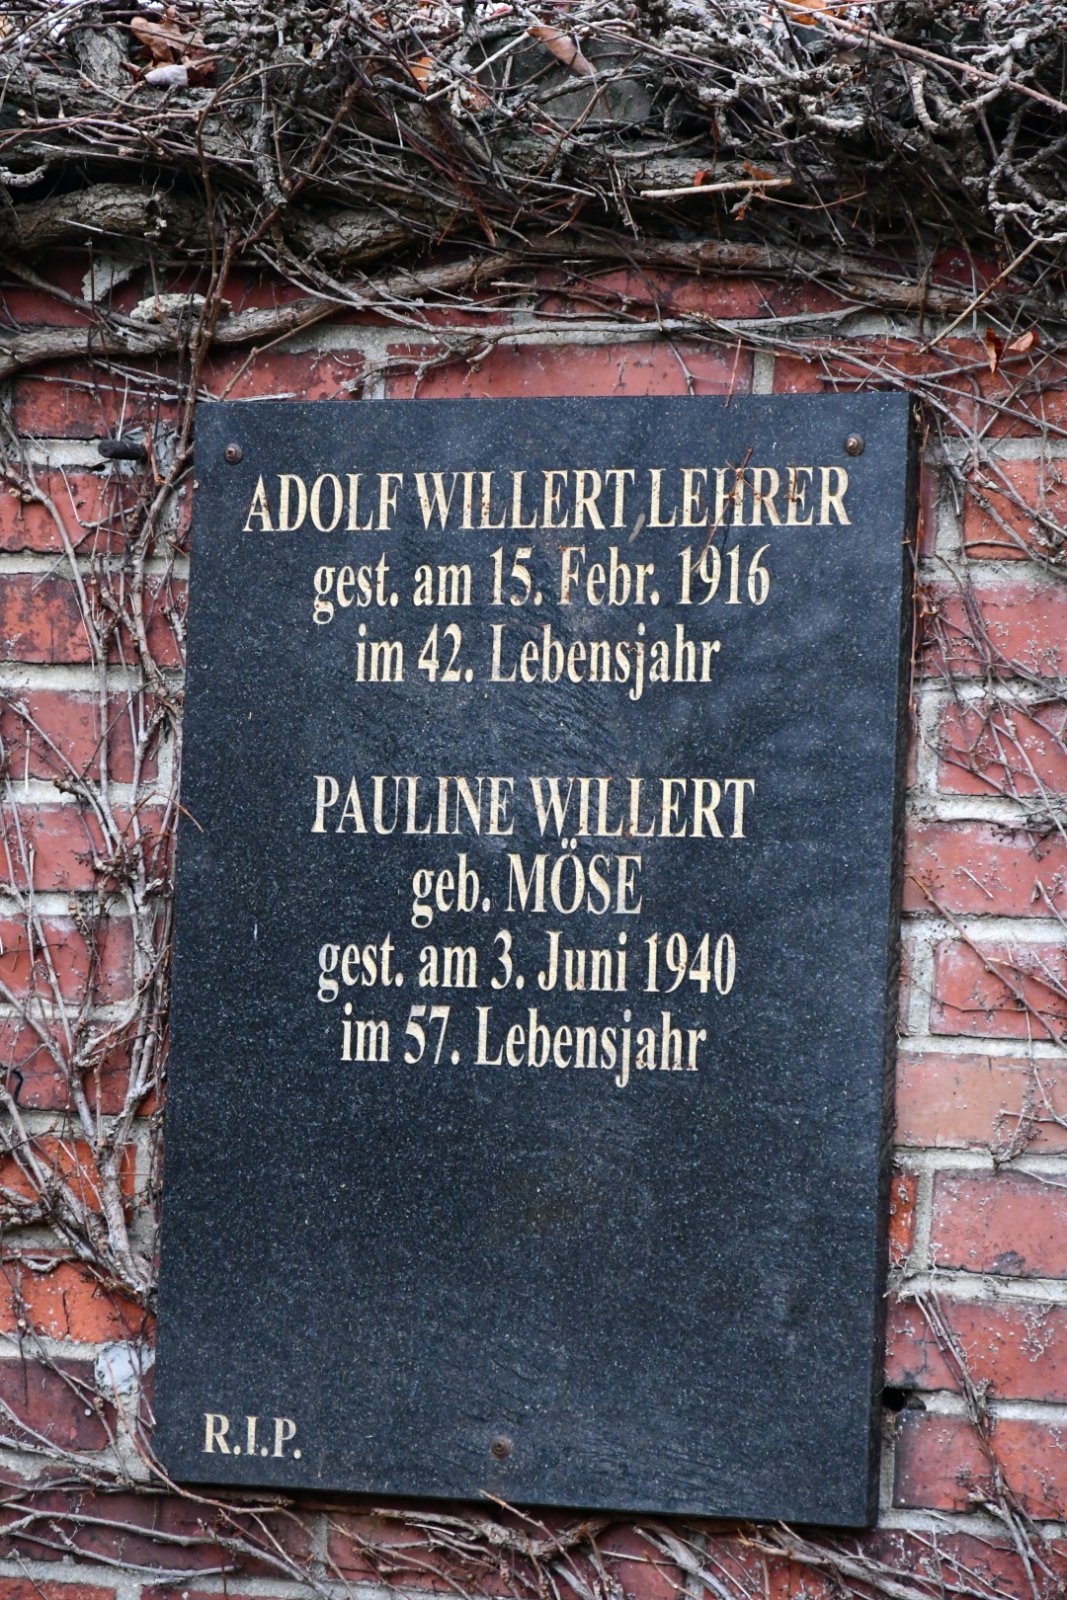 ADOLF WILLERT LEHRER
gest. am 15. Febr. 1916
im 42. Lebensjahr
PAULINE WILLERT
geb. MÖSE
gest. am 3. Juni 1940
im 57. Lebensjahr
R.I.P.